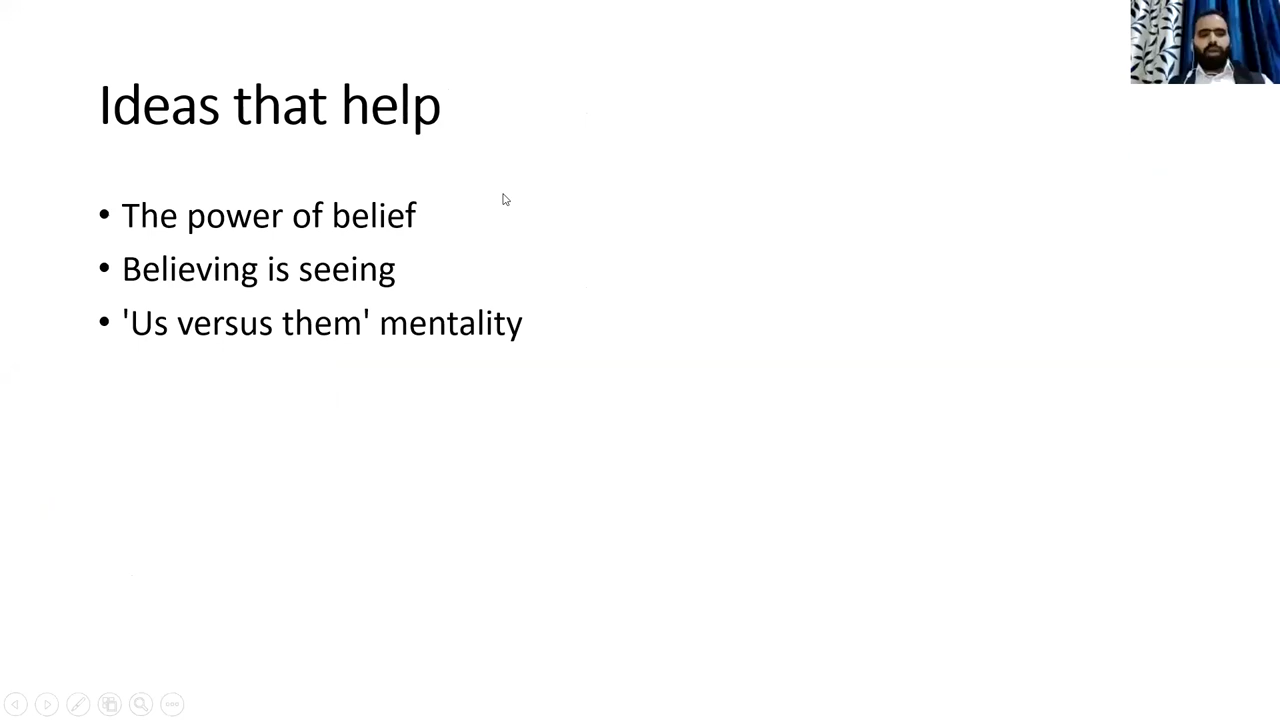 Ideas that help
• The power of belief
• Believing is seeing
• 'Us versus them' mentality